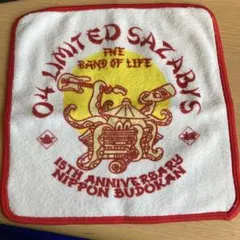 04 LIMITED SAZABYS
THE
BAND OF LIFE
15TH ANNIVERSARY
NIPPON BUDOKAN